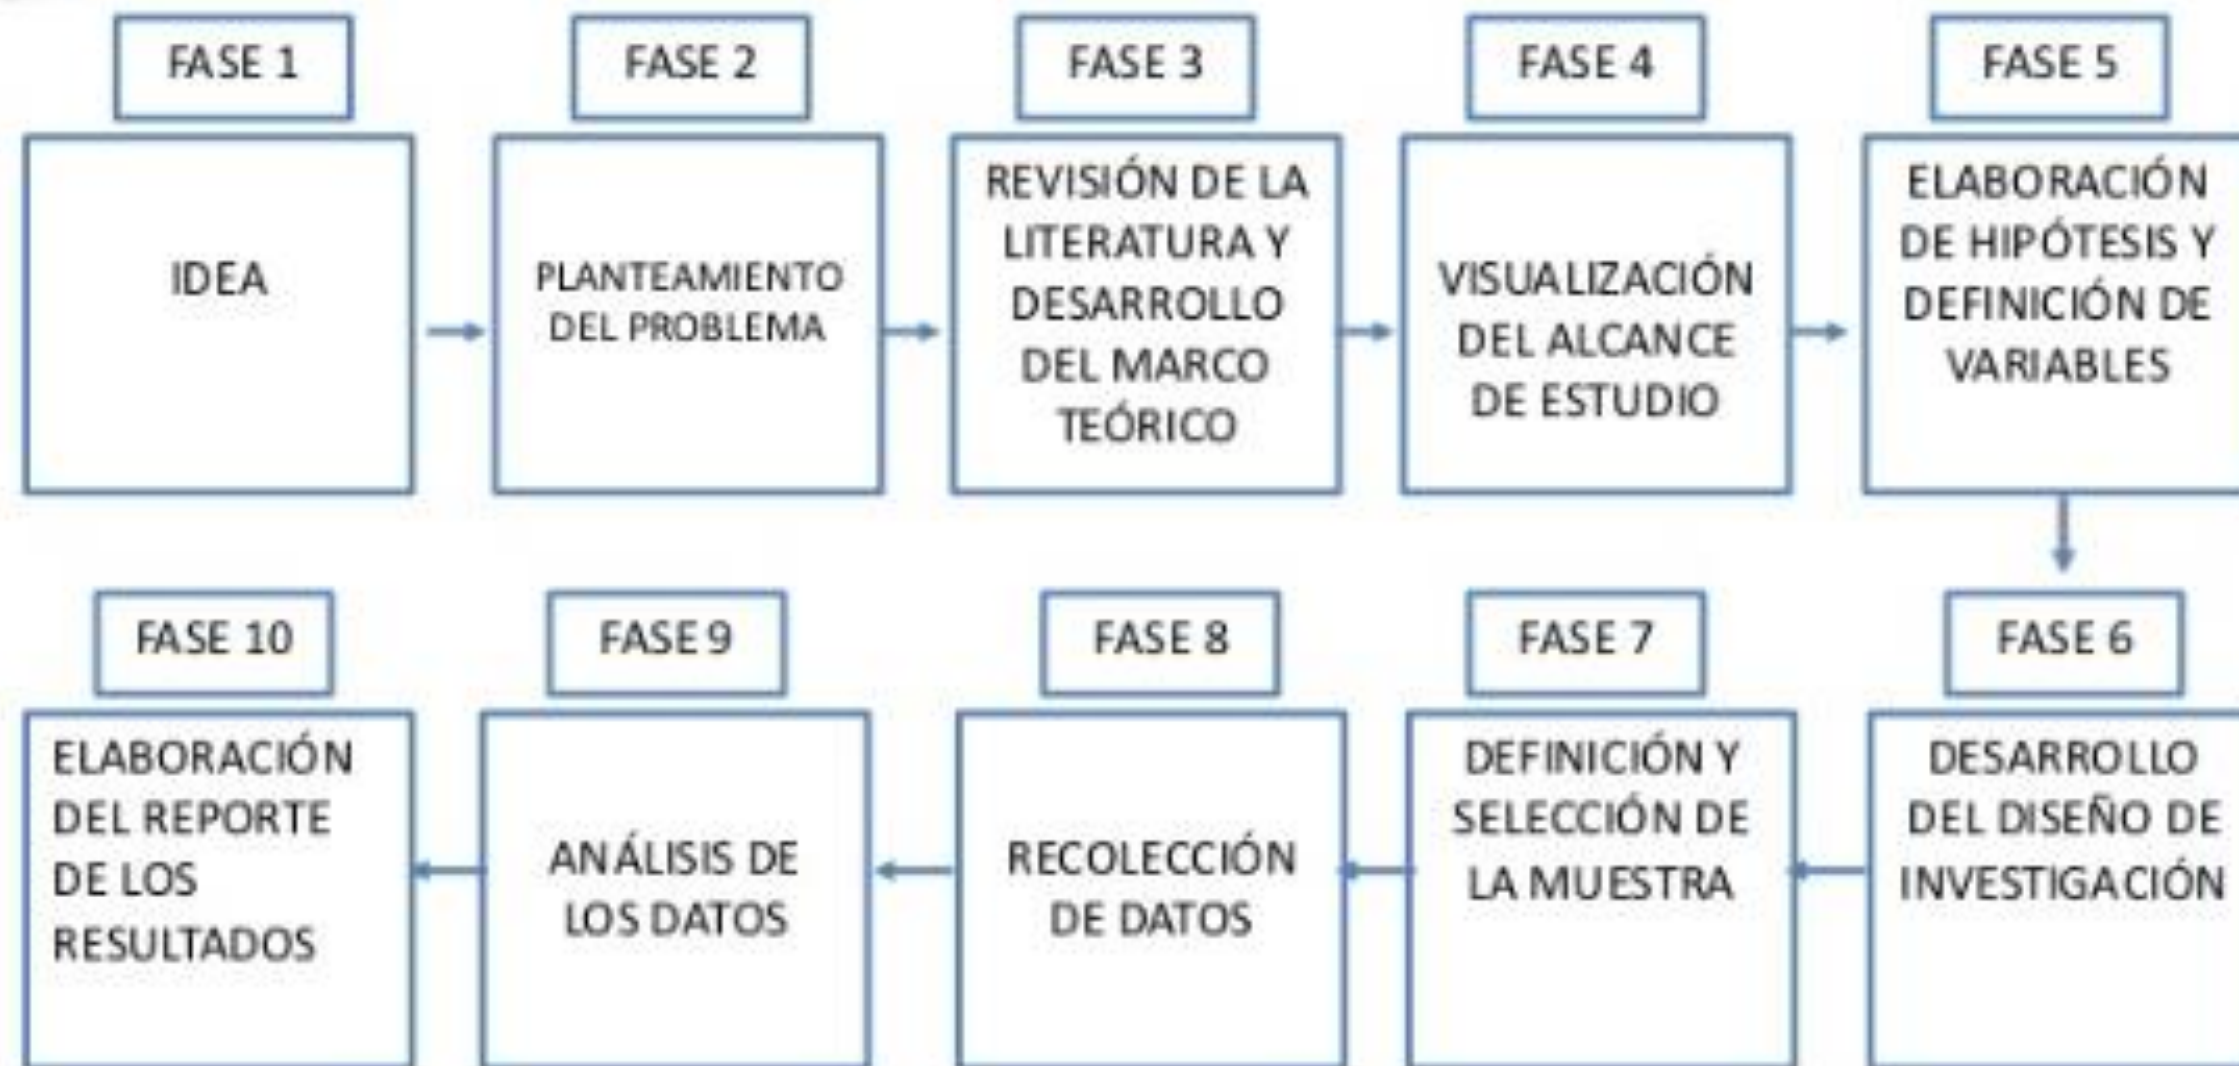 FASE 1
IDEA
FASE 2
PLANTEAMIENTO
DEL PROBLEMA
FASE 3
REVISIÓN DE LA
LITERATURA Y
DESARROLLO
DEL MARCO
TEÓRICO
FASE 4
VISUALIZACIÓN
DEL ALCANCE
DE ESTUDIO
FASE 5
ELABORACIÓN
DE HIPÓTESIS Y
DEFINICIÓN DE
VARIABLES
FASE 6
DESARROLLO
DEL DISEÑO DE
INVESTIGACIÓN
FASE 7
DEFINICIÓN Y
SELECCIÓN DE
LA MUESTRA
FASE 8
RECOLECCIÓN
DE DATOS
FASE 9
ANÁLISIS DE
LOS DATOS
FASE 10
ELABORACIÓN
DEL REPORTE
DE LOS
RESULTADOS